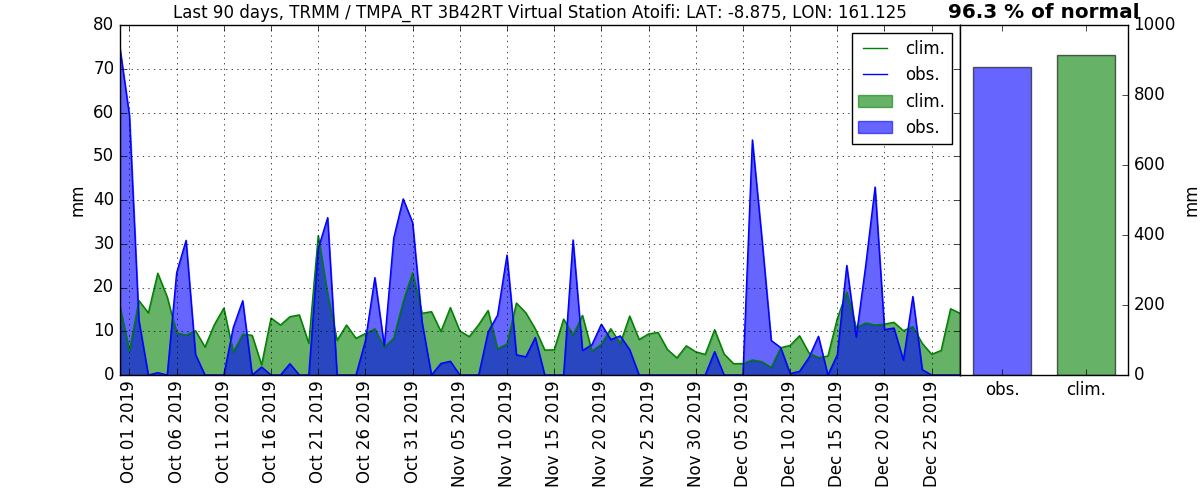 Last 90 days, TRMM / TMPA_RT 3B42RT Virtual Station Atoifi: LAT: -8.875, LON: 161.125
96.3 % of normal
80
70
60
50
40
30
20
10
0
mm
clim.
obs.
clim.
obs.
Oct 01 2019
Oct 06 2019
Oct 11 2019
Oct 16 2019
Oct 21 2019
Oct 26 2019
Oct 31 2019
Nov 05 2019
Nov 10 2019
Nov 15 2019
Nov 20 2019
Nov 25 2019
Nov 30 2019
Dec 05 2019
Dec 10 2019
Dec 15 2019
Dec 20 2019
Dec 25 2019
1000
800
600
400
200
0
mm
obs.
clim.